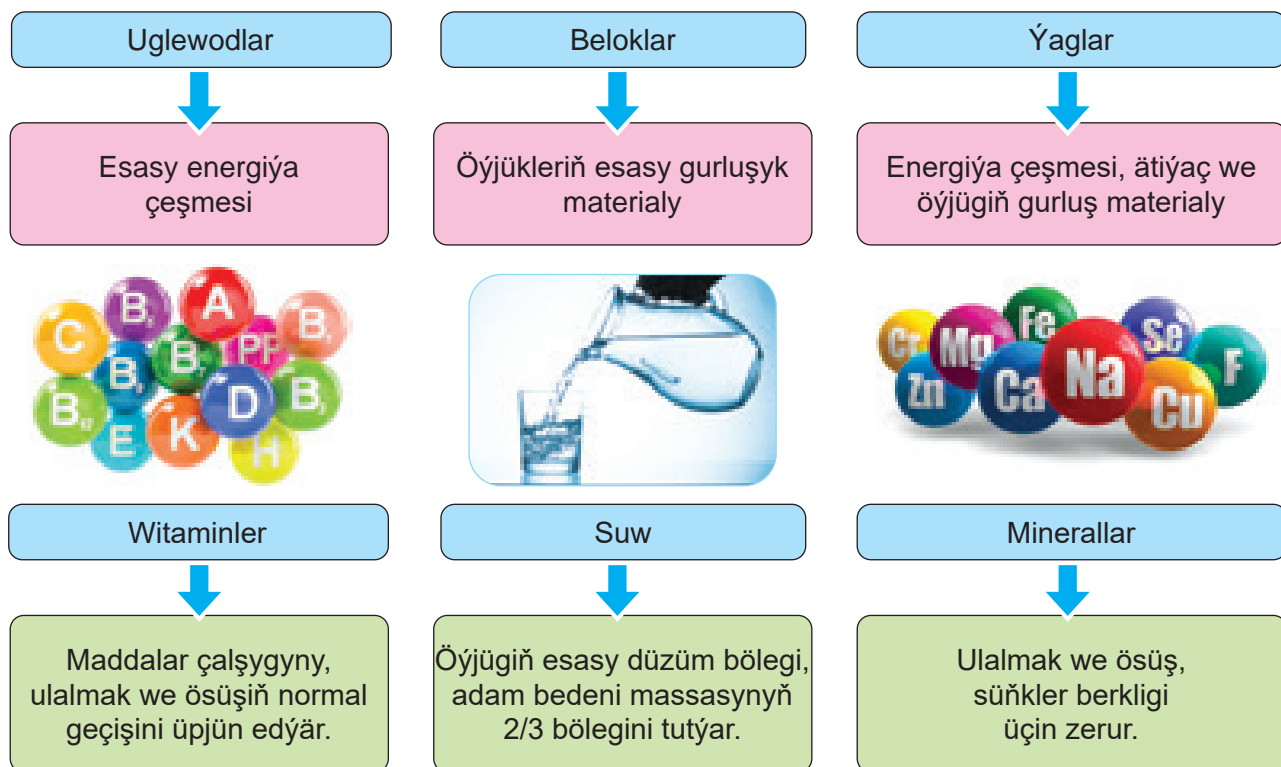 Uglewodlar
Beloklar
Ýaglar
Esasy energiýa
çeşmesi
Öýjükleriň esasy gurluşyk
materialy
Energiýa çeşmesi, ätiýaç we
öýjügiň gurluş materialy
C
B
A
B
B
B
PP
B₁₂
D
B
E
K
H
Cr
Mg
Fe
Se
F
Zn
Ca
Na
Cu
Witaminler
Suw
Minerallar
Maddalar çalşygyny,
ulalmak we ösüşiň normal
geçişini üpjün edýär.
Öýjügiň esasy düzüm bölegi,
adam bedeni massasynyň
2/3 bölegini tutýar.
Ulalmak we ösüş,
süňkler berkligi
üçin zerur.